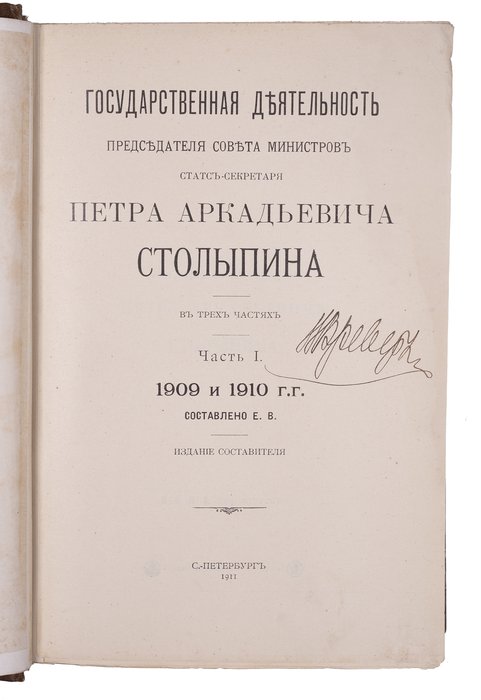 ГОСУДАРСТВЕННАЯ ДѢЯТЕЛЬНОСТЬ
ПРЕДСѢДАТЕЛЯ СОВѢТА МИНИСТРОВЪ
СТАТСЪ-СЕКРЕТАРЯ
ПЕТРА АРКАДЬЕВИЧА
СТОЛЫПИНА
ВЪ ТРЕХЪ ЧАСТЯХЪ
Часть I.
1909 и 1910 г.г.
СОСТАВЛЕНО Е. В.
ИЗДАНІЕ СОСТАВИТЕЛЯ
С.-ПЕТЕРБУРГЪ
1911